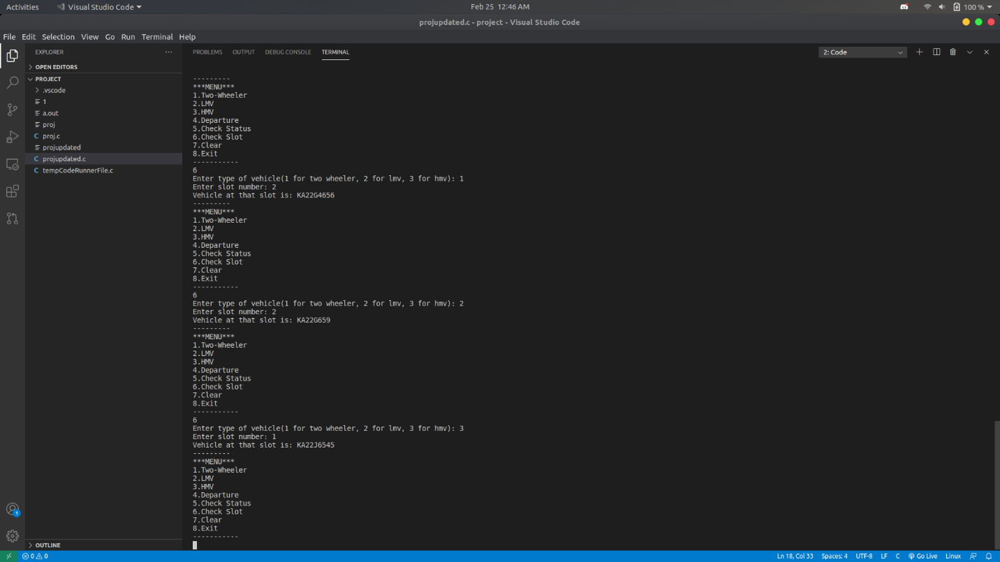 Activities
Visual Studio Code
Feb 25 12:46 AM
100 %
projupdated.c - project - Visual Studio Code
File Edit Selection View Go Run Terminal Help
EXPLORER
...
OPEN EDITORS
PROJECT
.vscode
1
a.out
proj
C proj.c
projupdated
C projupdated.c
C tempCodeRunnerFile.c
1
OUTLINE
PROBLEMS OUTPUT DEBUG CONSOLE TERMINAL
2: Code
---------
***MENU***
1.Two-Wheeler
2.LMV
3.HMV
4.Departure
5.Check Status
6.Check Slot
7.Clear
8.Exit
-----------
6
Enter type of vehicle(1 for two wheeler, 2 for lmv, 3 for hmv): 1
Enter slot number: 2
Vehicle at that slot is: KA22G4656
---------
***MENU***
1.Two-Wheeler
2.LMV
3.HMV
4.Departure
5.Check Status
6.Check Slot
7.Clear
8.Exit
-----------
6
Enter type of vehicle(1 for two wheeler, 2 for lmv, 3 for hmv): 2
Enter slot number: 2
Vehicle at that slot is: KA22G659
---------
***MENU***
1.Two-Wheeler
2.LMV
3.HMV
4.Departure
5.Check Status
6.Check Slot
7.Clear
8.Exit
-----------
6
Enter type of vehicle(1 for two wheeler, 2 for lmv, 3 for hmv): 3
Enter slot number: 1
Vehicle at that slot is: KA22J6545
---------
***MENU***
1.Two-Wheeler
2.LMV
3.HMV
4.Departure
5.Check Status
6.Check Slot
7.Clear
8.Exit
-----------
0 0
Ln 18, Col 33 Spaces: 4 UTF-8 LF C Go Live Linux